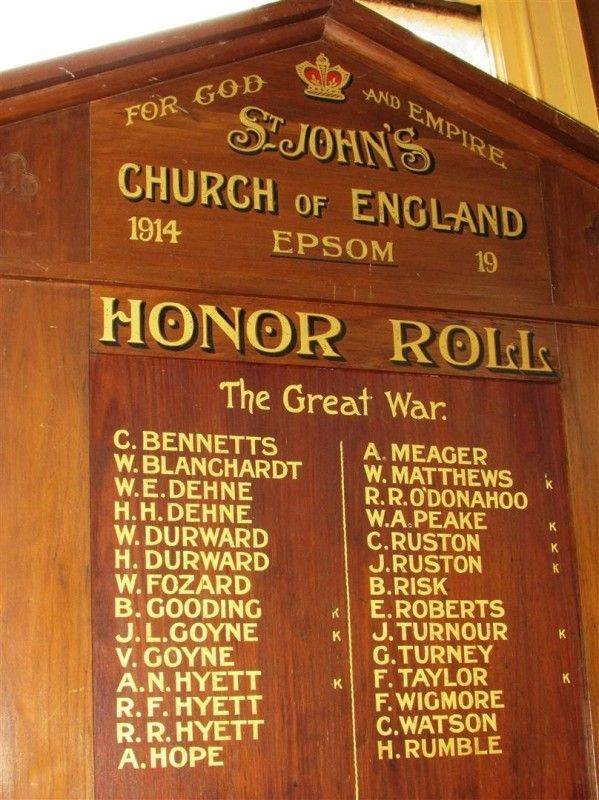 FOR GOD AND EMPIRE
ST JOHN'S
CHURCH OF ENGLAND
1914 EPSOM 19
HONOR ROLL
The Great War.
C. BENNETTS
W. BLANCHARDT
W. E. DEHNE
H. H. DEHNE
W. DURWARD
H. DURWARD
W. FOZARD
B. GOODING K
J. L. GOYNE K
V. GOYNE
A. N. HYETT K
R. F. HYETT
R. R. HYETT
A. HOPE
A. MEAGER
W. MATTHEWS K
R. R. O'DONAHOO
W. A. PEAKE K
C. RUSTON K
J. RUSTON K
B. RISK
E. ROBERTS
J. TURNOUR K
G. TURNEY
F. TAYLOR K
F. WIGMORE
C. WATSON
H. RUMBLE